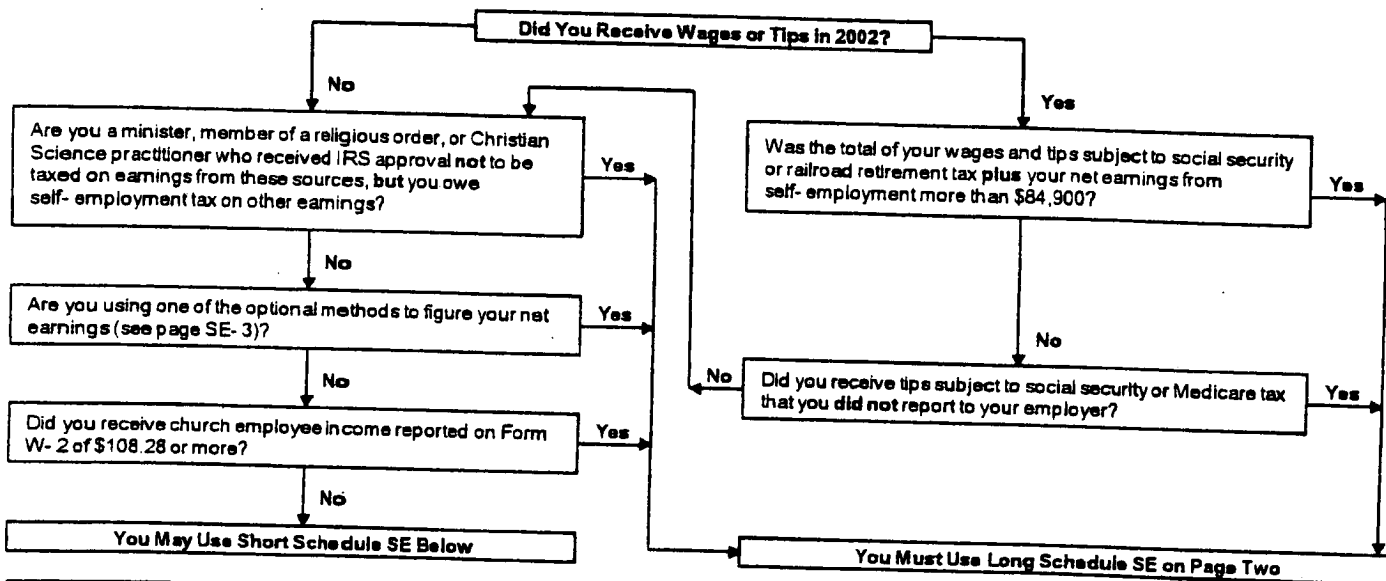 Did You Receive Wages or Tips in 2002?
No
Yes
Are you a minister, member of a religious order, or Christian
Science practitioner who received IRS approval not to be
taxed on earnings from these sources, but you owe
self- employment tax on other earnings?
Yes
Was the total of your wages and tips subject to social security
or railroad retirement tax plus your net earnings from
self- employment more than $84,900?
Yes
No
Are you using one of the optional methods to figure your net
earnings (see page SE- 3)?
Yes
No
No
Did you receive tips subject to social security or Medicare tax
that you did not report to your employer?
Yes
No
Did you receive church employee income reported on Form
W- 2 of $108.28 or more?
Yes
No
You May Use Short Schedule SE Below
You Must Use Long Schedule SE on Page Two